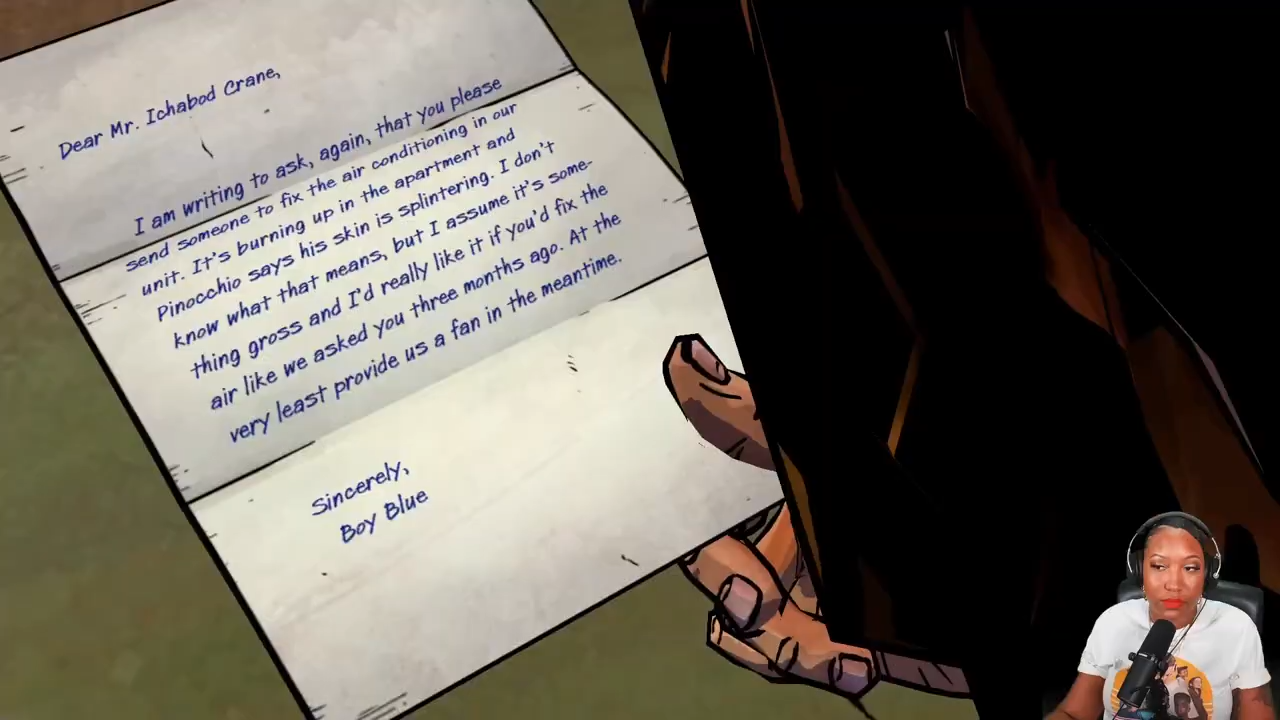 Dear Mr. Ichabod Crane,
I am writing to ask, again, that you please
send someone to fix the air conditioning in our
unit. It's burning up in the apartment and
Pinocchio says his skin is splintering. I don't
know what that means, but I assume it's some-
thing gross and I'd really like it if you'd fix the
air like we asked you three months ago. At the
very least provide us a fan in the meantime.
Sincerely,
Boy Blue